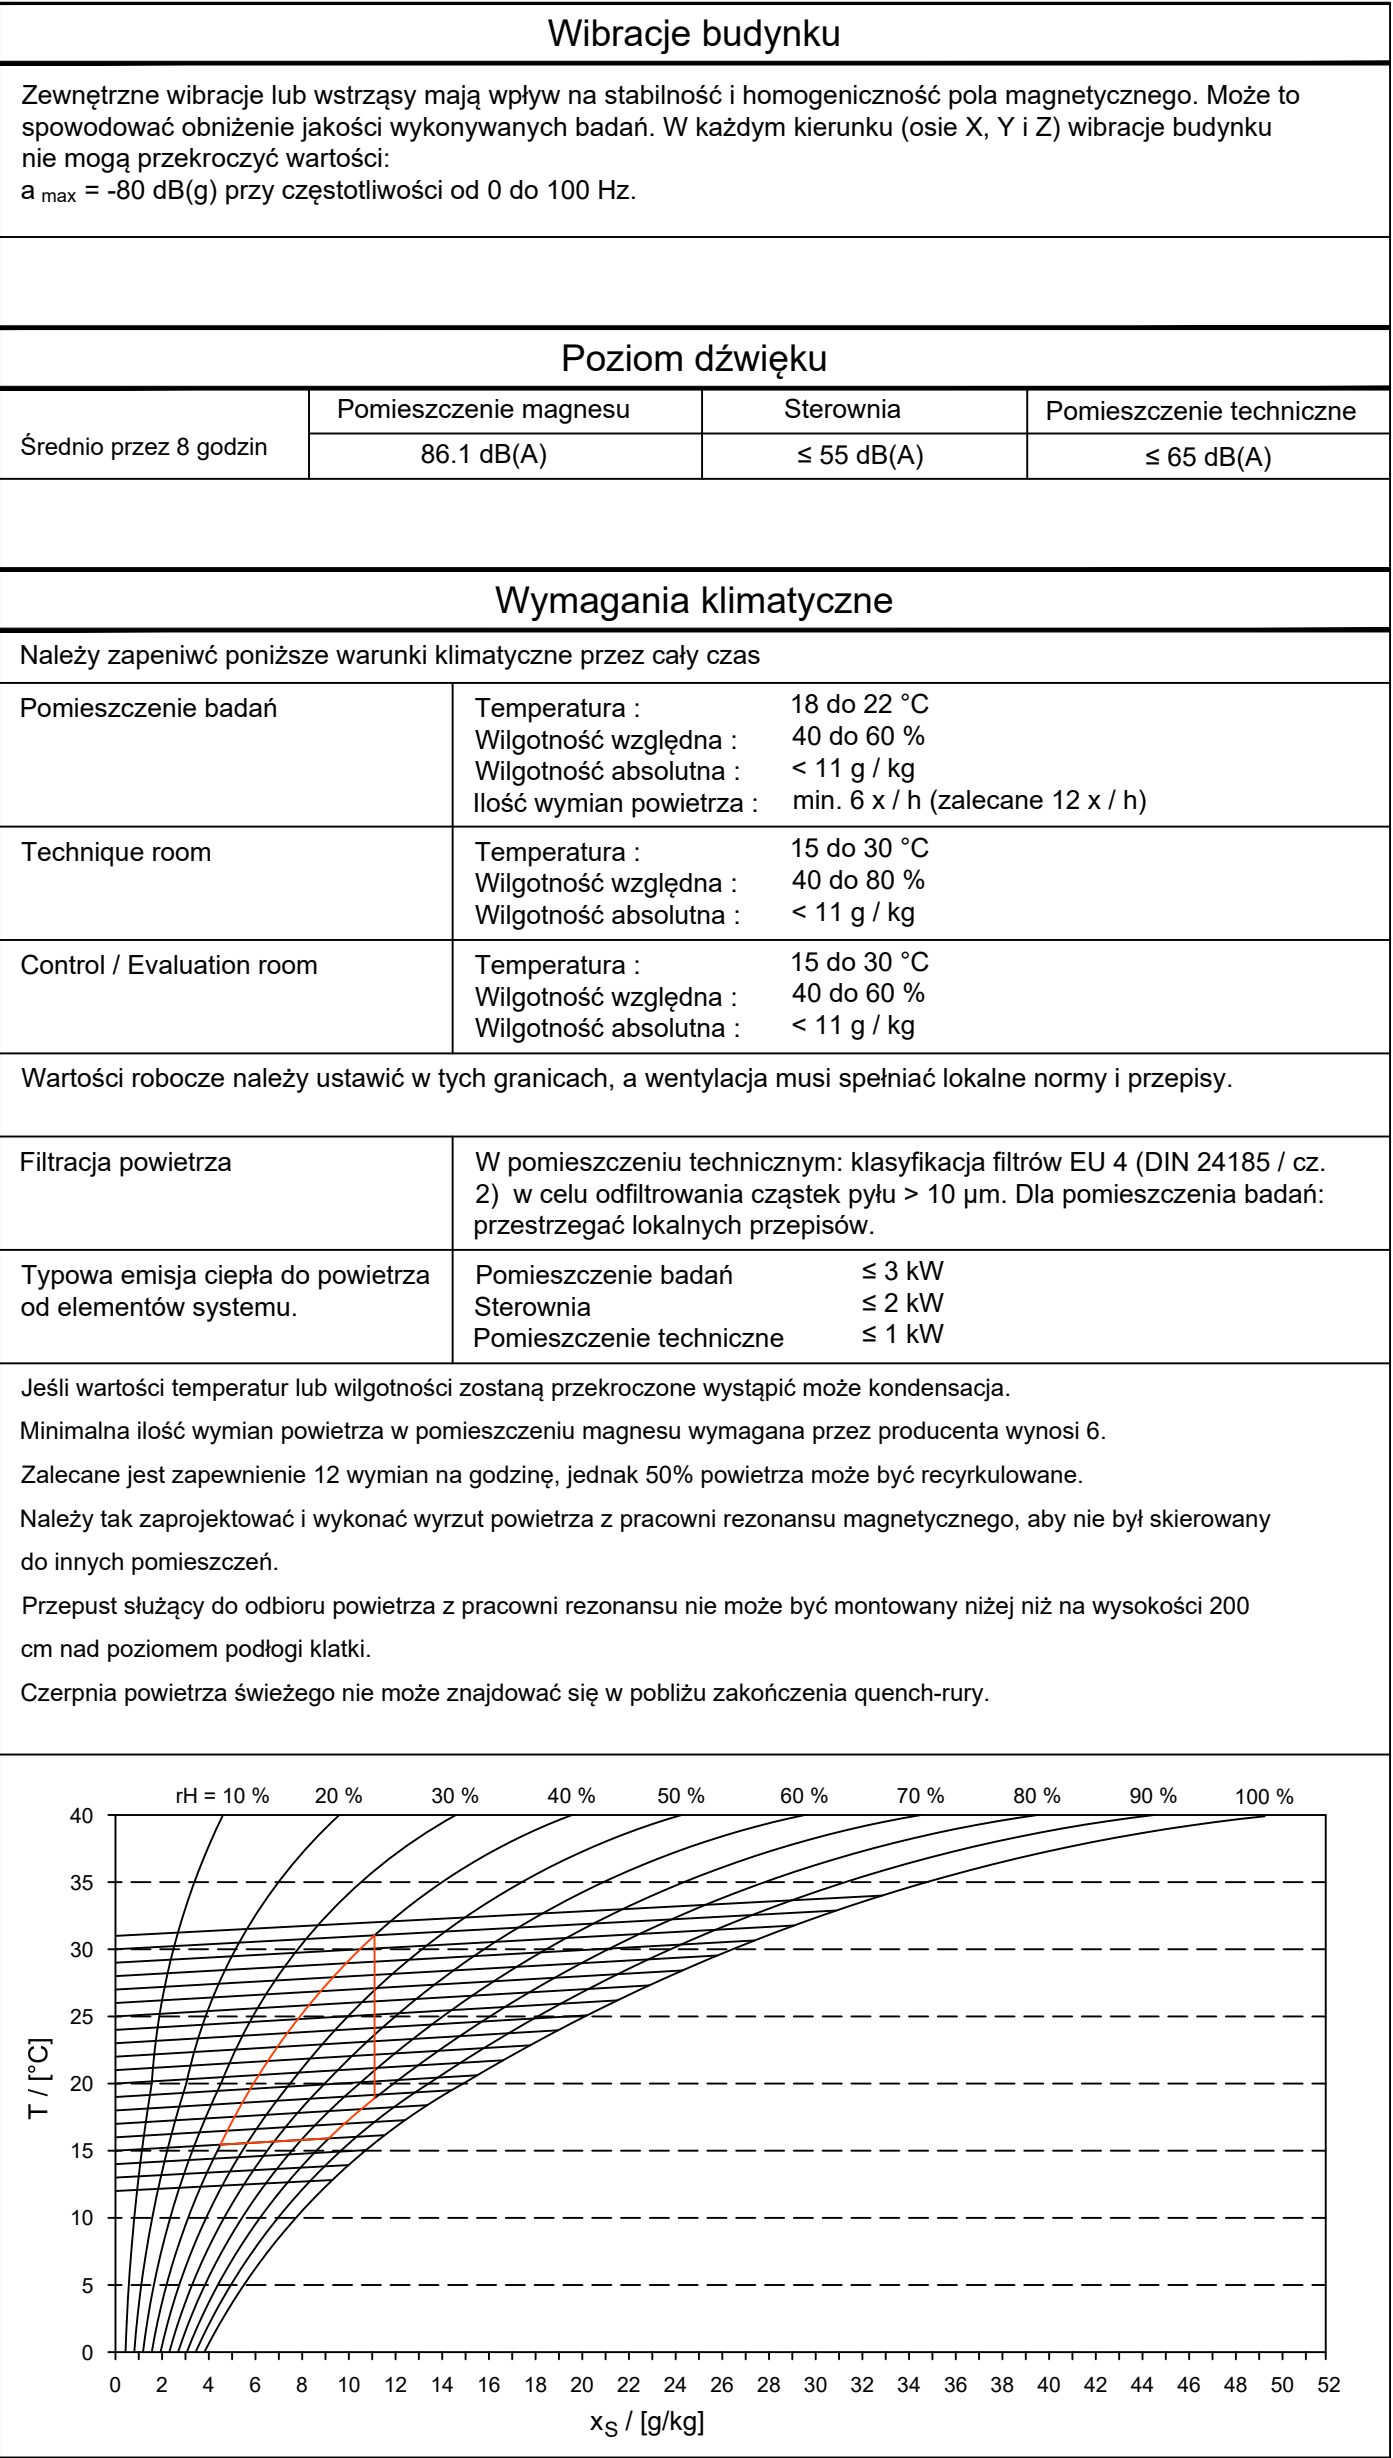 Wibracje budynku
Zewnętrzne wibracje lub wstrząsy mają wpływ na stabilność i homogeniczność pola magnetycznego. Może to
spowodować obniżenie jakości wykonywanych badań. W każdym kierunku (osie X, Y i Z) wibracje budynku
nie mogą przekroczyć wartości:
a max = -80 dB(g) przy częstotliwości od 0 do 100 Hz.
Poziom dźwięku
Pomieszczenie magnesu Sterownia Pomieszczenie techniczne
Średnio przez 8 godzin 86.1 dB(A) ≤ 55 dB(A) ≤ 65 dB(A)
Wymagania klimatyczne
Należy zapeniwć poniższe warunki klimatyczne przez cały czas
Pomieszczenie badań Temperatura : 18 do 22 °C
Wilgotność względna : 40 do 60 %
Wilgotność absolutna : < 11 g / kg
Ilość wymian powietrza : min. 6 x / h (zalecane 12 x / h)
Technique room Temperatura : 15 do 30 °C
Wilgotność względna : 40 do 80 %
Wilgotność absolutna : < 11 g / kg
Control / Evaluation room Temperatura : 15 do 30 °C
Wilgotność względna : 40 do 60 %
Wilgotność absolutna : < 11 g / kg
Wartości robocze należy ustawić w tych granicach, a wentylacja musi spełniać lokalne normy i przepisy.
Filtracja powietrza W pomieszczeniu technicznym: klasyfikacja filtrów EU 4 (DIN 24185 / cz.
2) w celu odfiltrowania cząstek pyłu > 10 µm. Dla pomieszczenia badań:
przestrzegać lokalnych przepisów.
Typowa emisja ciepła do powietrza Pomieszczenie badań ≤ 3 kW
od elementów systemu. Sterownia ≤ 2 kW
Pomieszczenie techniczne ≤ 1 kW
Jeśli wartości temperatur lub wilgotności zostaną przekroczone wystąpić może kondensacja.
Minimalna ilość wymian powietrza w pomieszczeniu magnesu wymagana przez producenta wynosi 6.
Zalecane jest zapewnienie 12 wymian na godzinę, jednak 50% powietrza może być recyrkulowane.
Należy tak zaprojektować i wykonać wyrzut powietrza z pracowni rezonansu magnetycznego, aby nie był skierowany
do innych pomieszczeń.
Przepust służący do odbioru powietrza z pracowni rezonansu nie może być montowany niżej niż na wysokości 200
cm nad poziomem podłogi klatki.
Czerpnia powietrza świeżego nie może znajdować się w pobliżu zakończenia quench-rury.
rH = 10 % 20 % 30 % 40 % 50 % 60 % 70 % 80 % 90 % 100 %
40
35
30
25
20
15
10
5
0
T / [°C]
0 2 4 6 8 10 12 14 16 18 20 22 24 26 28 30 32 34 36 38 40 42 44 46 48 50 52
xS / [g/kg]